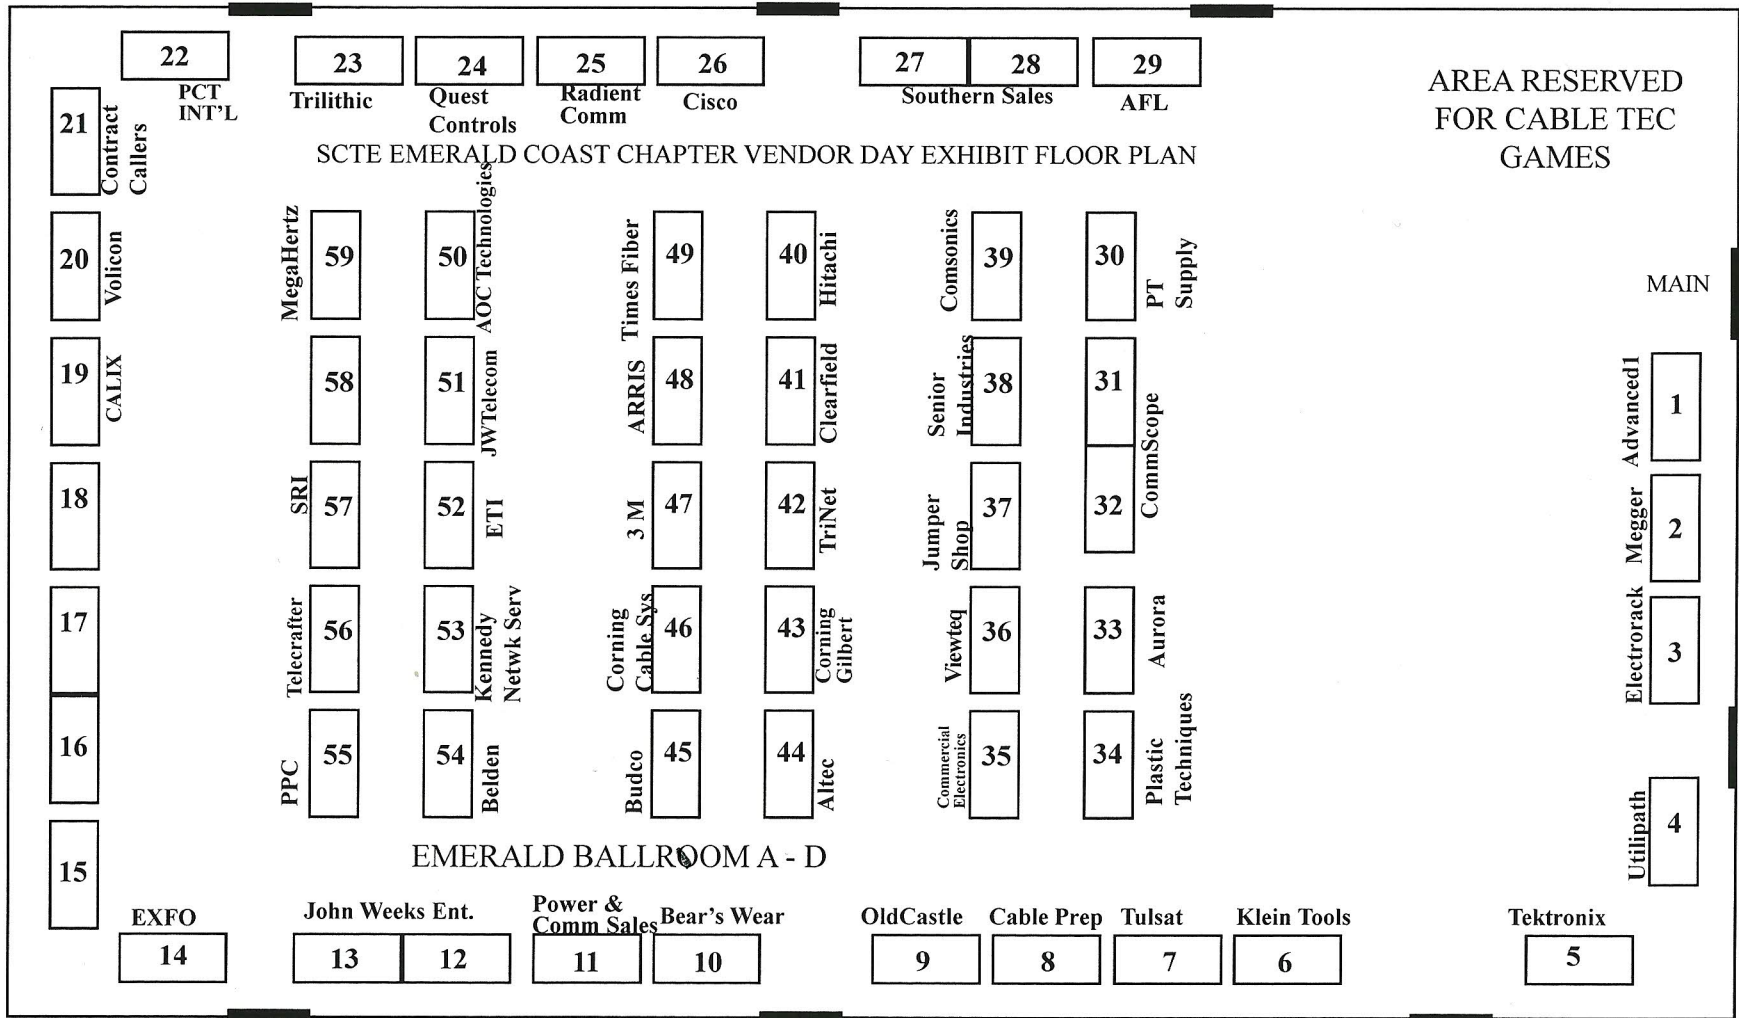 22
23
24
25
26
27
28
29
PCT
INT'L
Trilithic
Quest
Controls
Radient
Comm
Cisco
Southern Sales
AFL
AREA RESERVED
FOR CABLE TEC
GAMES
SCTE EMERALD COAST CHAPTER VENDOR DAY EXHIBIT FLOOR PLAN
21
Contract
Callers
20
Volicon
19
CALIX
18
17
16
15
MegaHertz
59
58
SRI
57
Telecrafter
56
PPC
55
50
AOC Technologies
51
JWTelecom
52
ETI
53
Kennedy
Netwk Serv
54
Belden
Times Fiber
49
ARRIS
48
3 M
47
Corning
Cable Sys
46
Budco
45
40
Hitachi
41
Clearfield
42
TriNet
43
Corning
Gilbert
44
Altec
Comsonics
39
Senior
Industries
38
Jumper
Shop
37
Viewteq
36
Commercial
Electronics
35
30
PT
Supply
31
32
CommScope
33
Aurora
34
Plastic
Techniques
MAIN
Advanced1
1
Megger
2
Electrorack
3
Utilipath
4
EMERALD BALLROOM A - D
EXFO
John Weeks Ent.
Power &
Comm Sales
Bear's Wear
OldCastle
Cable Prep
Tulsat
Klein Tools
Tektronix
14
13
12
11
10
9
8
7
6
5